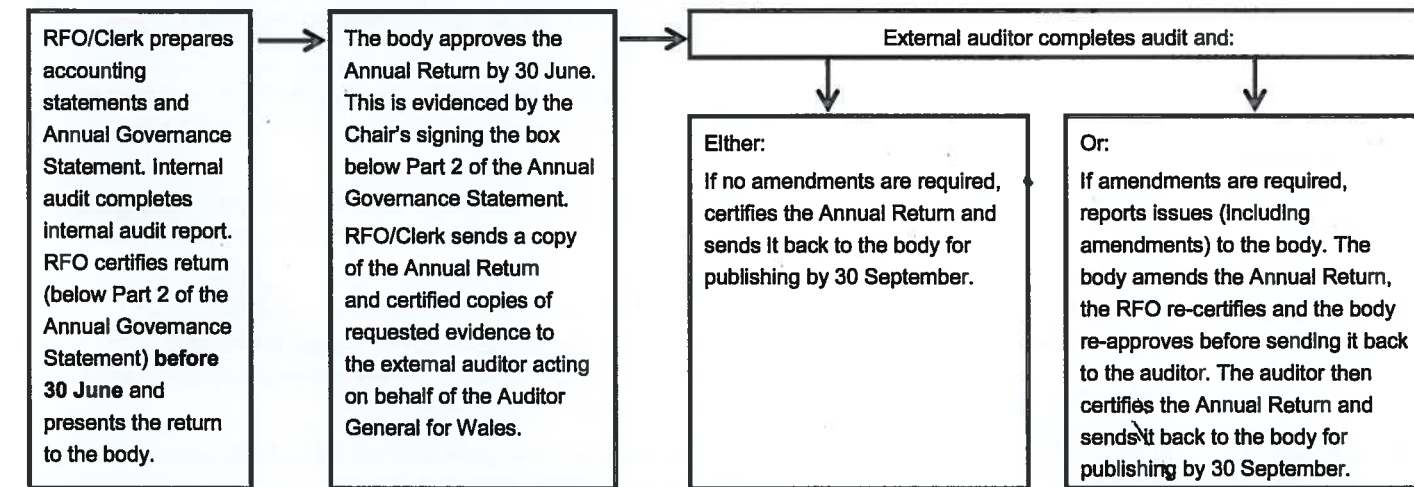 RFO/Clerk prepares
accounting
statements and
Annual Governance
Statement. Internal
audit completes
internal audit report.
RFO certifies return
(below Part 2 of the
Annual Governance
Statement) before
30 June and
presents the return
to the body.
The body approves the
Annual Return by 30 June.
This is evidenced by the
Chair's signing the box
below Part 2 of the Annual
Governance Statement.
RFO/Clerk sends a copy
of the Annual Return
and certified copies of
requested evidence to
the external auditor acting
on behalf of the Auditor
General for Wales.
External auditor completes audit and:
Either:
If no amendments are required,
certifies the Annual Return and
sends it back to the body for
publishing by 30 September.
Or:
If amendments are required,
reports issues (including
amendments) to the body. The
body amends the Annual Return,
the RFO re-certifies and the body
re-approves before sending it back
to the auditor. The auditor then
certifies the Annual Return and
sends it back to the body for
publishing by 30 September.